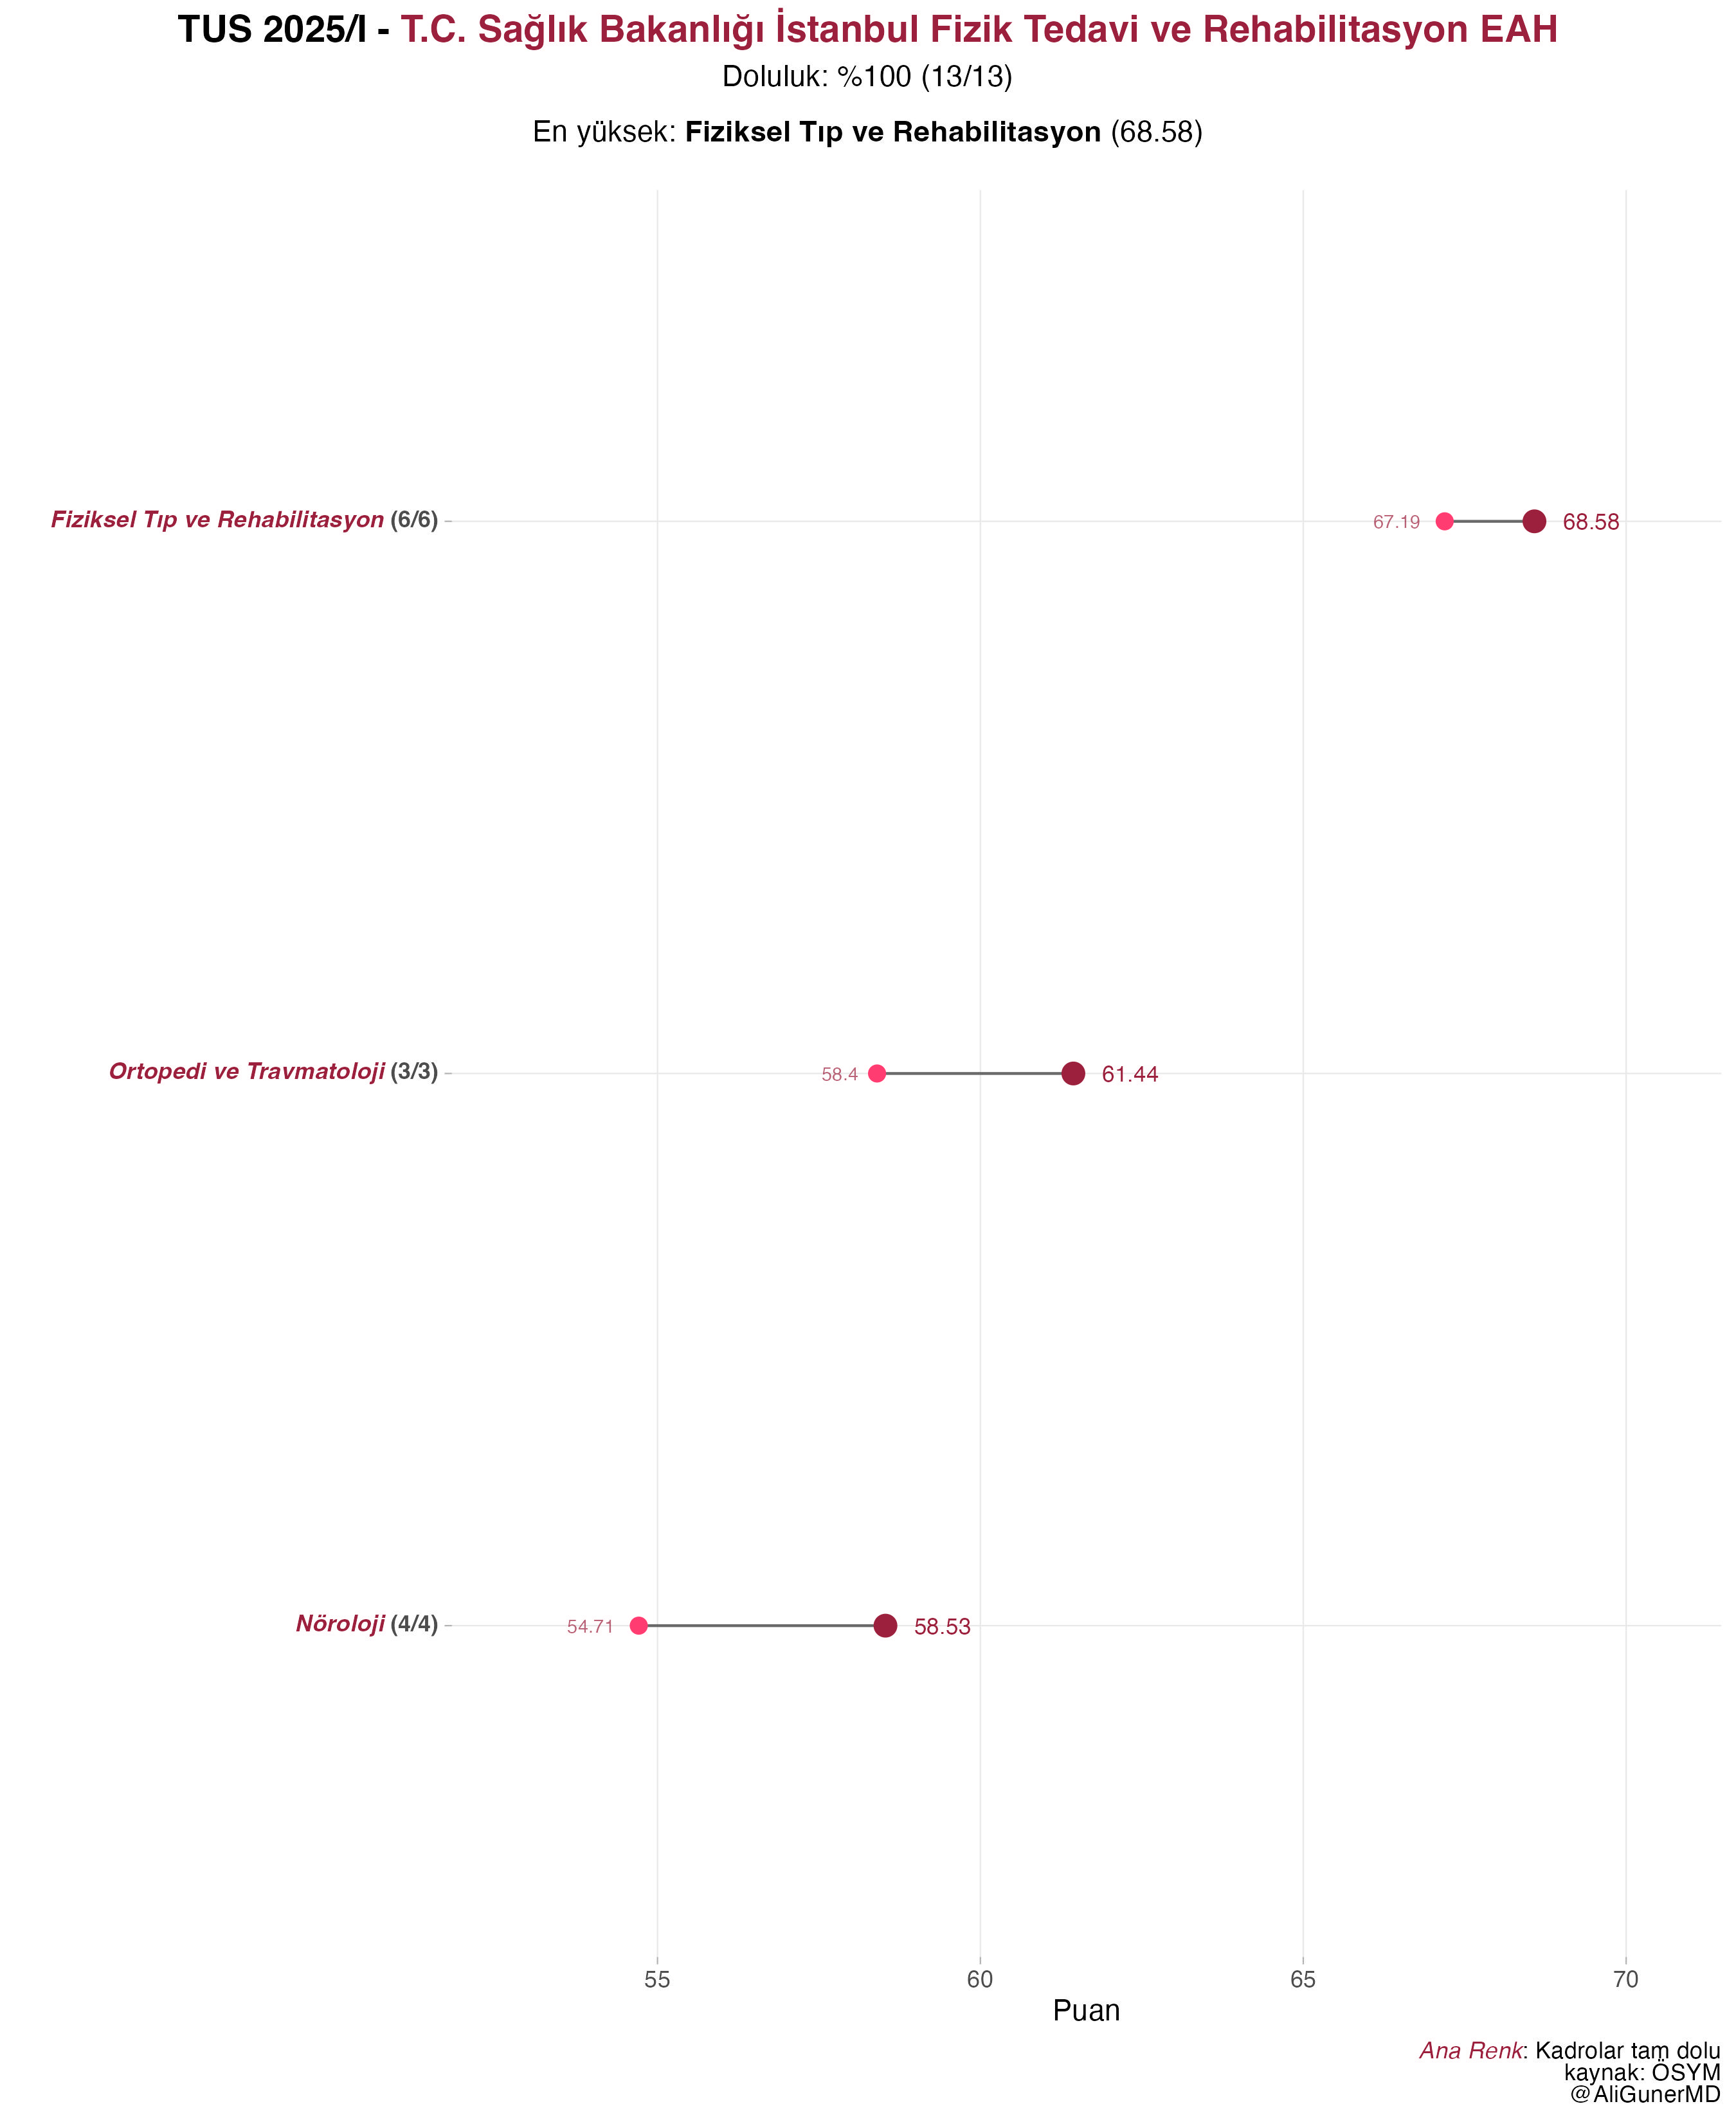 TUS 2025/I - T.C. Sağlık Bakanlığı İstanbul Fizik Tedavi ve Rehabilitasyon EAH
Doluluk: %100 (13/13)
En yüksek: Fiziksel Tıp ve Rehabilitasyon (68.58)
Fiziksel Tıp ve Rehabilitasyon (6/6) 67.19 68.58
Ortopedi ve Travmatoloji (3/3) 58.4 61.44
Nöroloji (4/4) 54.71 58.53
55 60 65 70
Puan
Ana Renk: Kadrolar tam dolu
kaynak: ÖSYM
@AliGunerMD